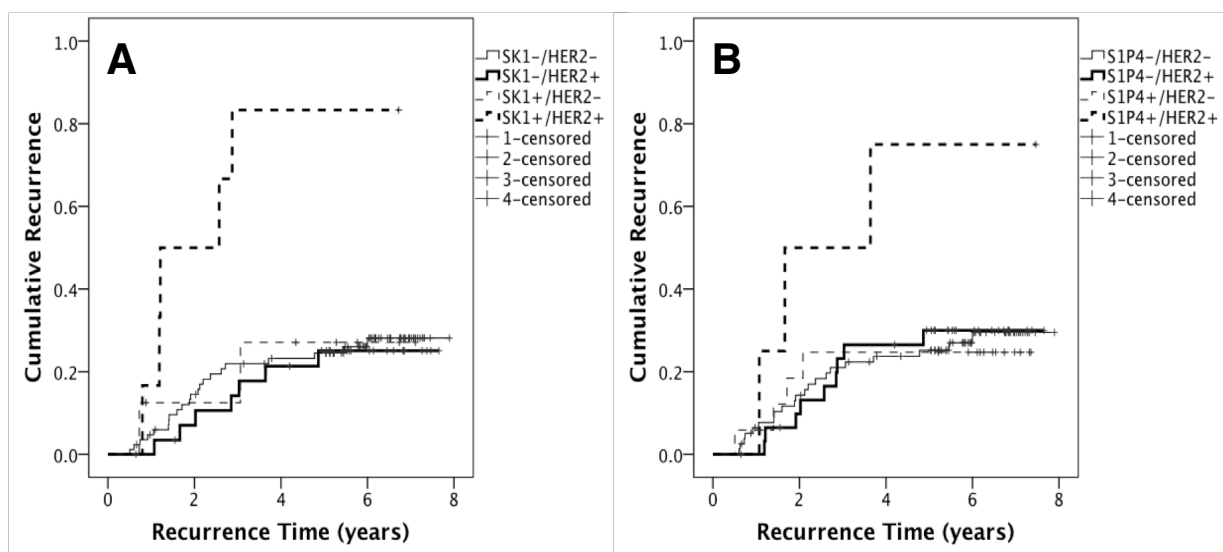 A
1.0
0.8
0.6
0.4
0.2
0.0
Cumulative Recurrence
0 2 4 6 8
Recurrence Time (years)
SK1-/HER2-
SK1-/HER2+
SK1+/HER2-
SK1+/HER2+
1-censored
2-censored
3-censored
4-censored
B
1.0
0.8
0.6
0.4
0.2
0.0
Cumulative Recurrence
0 2 4 6 8
Recurrence Time (years)
S1P4-/HER2-
S1P4-/HER2+
S1P4+/HER2-
S1P4+/HER2+
1-censored
2-censored
3-censored
4-censored